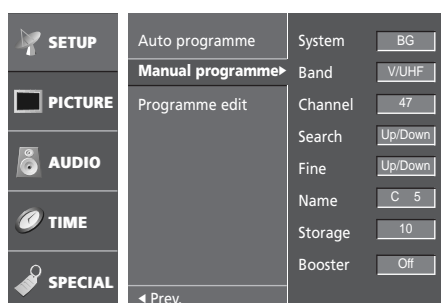 SETUP
PICTURE
AUDIO
TIME
SPECIAL
Auto programme
Manual programme▶
Programme edit
◀ Prev.
System BG
Band V/UHF
Channel 47
Search Up/Down
Fine Up/Down
Name C 5
Storage 10
Booster Off